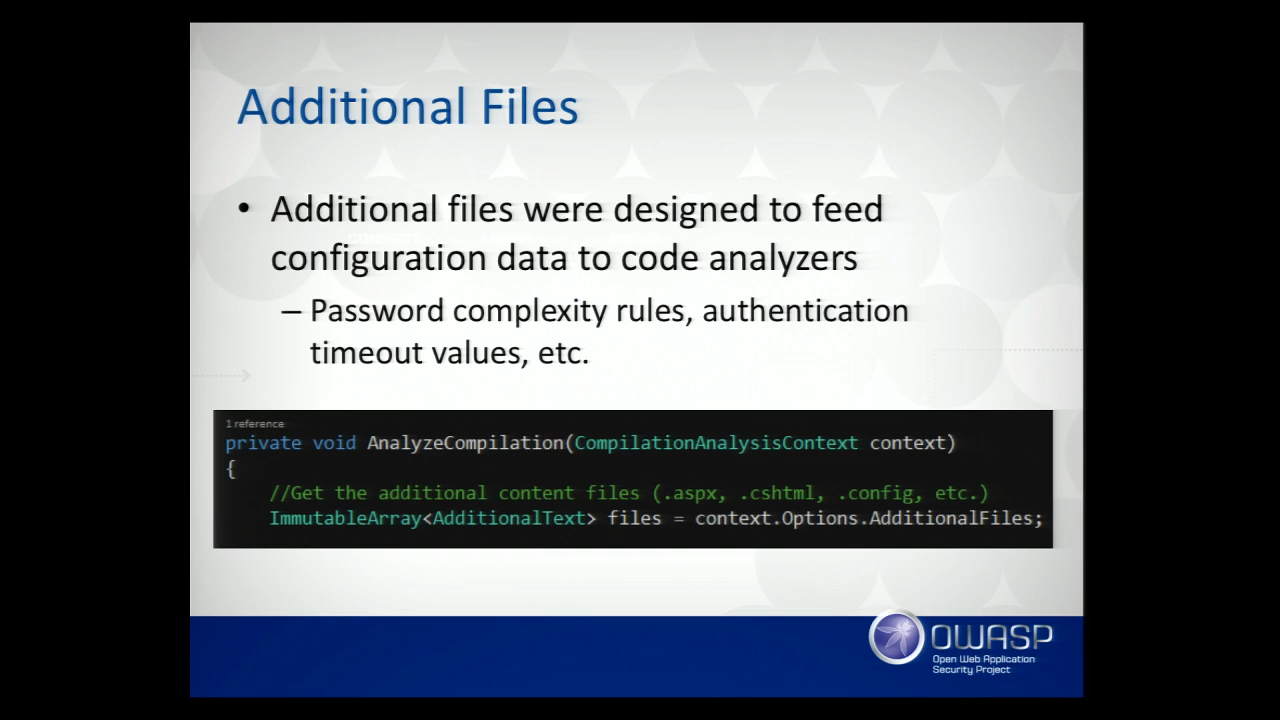 Additional Files
• Additional files were designed to feed
configuration data to code analyzers
– Password complexity rules, authentication
timeout values, etc.
1 reference
private void AnalyzeCompilation(CompilationAnalysisContext context)
{
//Get the additional content files (.aspx, .cshtml, .config, etc.)
ImmutableArray<AdditionalText> files = context.Options.AdditionalFiles;
OWASP
Open Web Application
Security Project